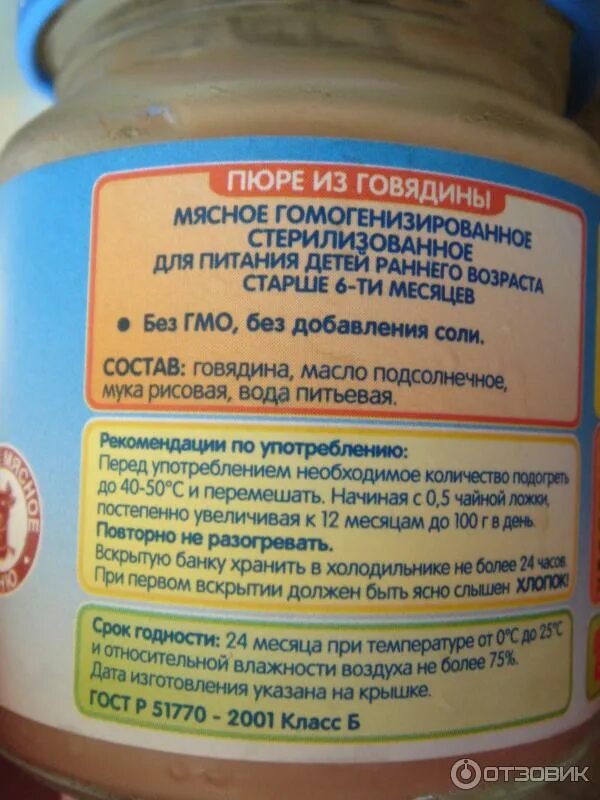 ПЮРЕ ИЗ ГОВЯДИНЫ
МЯСНОЕ ГОМОГЕНИЗИРОВАННОЕ
СТЕРИЛИЗОВАННОЕ
ДЛЯ ПИТАНИЯ ДЕТЕЙ РАННЕГО ВОЗРАСТА
СТАРШЕ 6-ТИ МЕСЯЦЕВ
• Без ГМО, без добавления соли.
СОСТАВ: говядина, масло подсолнечное,
мука рисовая, вода питьевая.
Рекомендации по употреблению:
Перед употреблением необходимое количество подогреть
до 40-50°С и перемешать. Начиная с 0,5 чайной ложки,
постепенно увеличивая к 12 месяцам до 100 г в день.
Повторно не разогревать.
Вскрытую банку хранить в холодильнике не более 24 часов.
При первом вскрытии должен быть ясно слышен ХЛОПОК!
Срок годности: 24 месяца при температуре от 0°С до 25°С
и относительной влажности воздуха не более 75%.
Дата изготовления указана на крышке.
ГОСТ Р 51770 - 2001 Класс Б
МЯСНОЕ
ОТЗОВИК